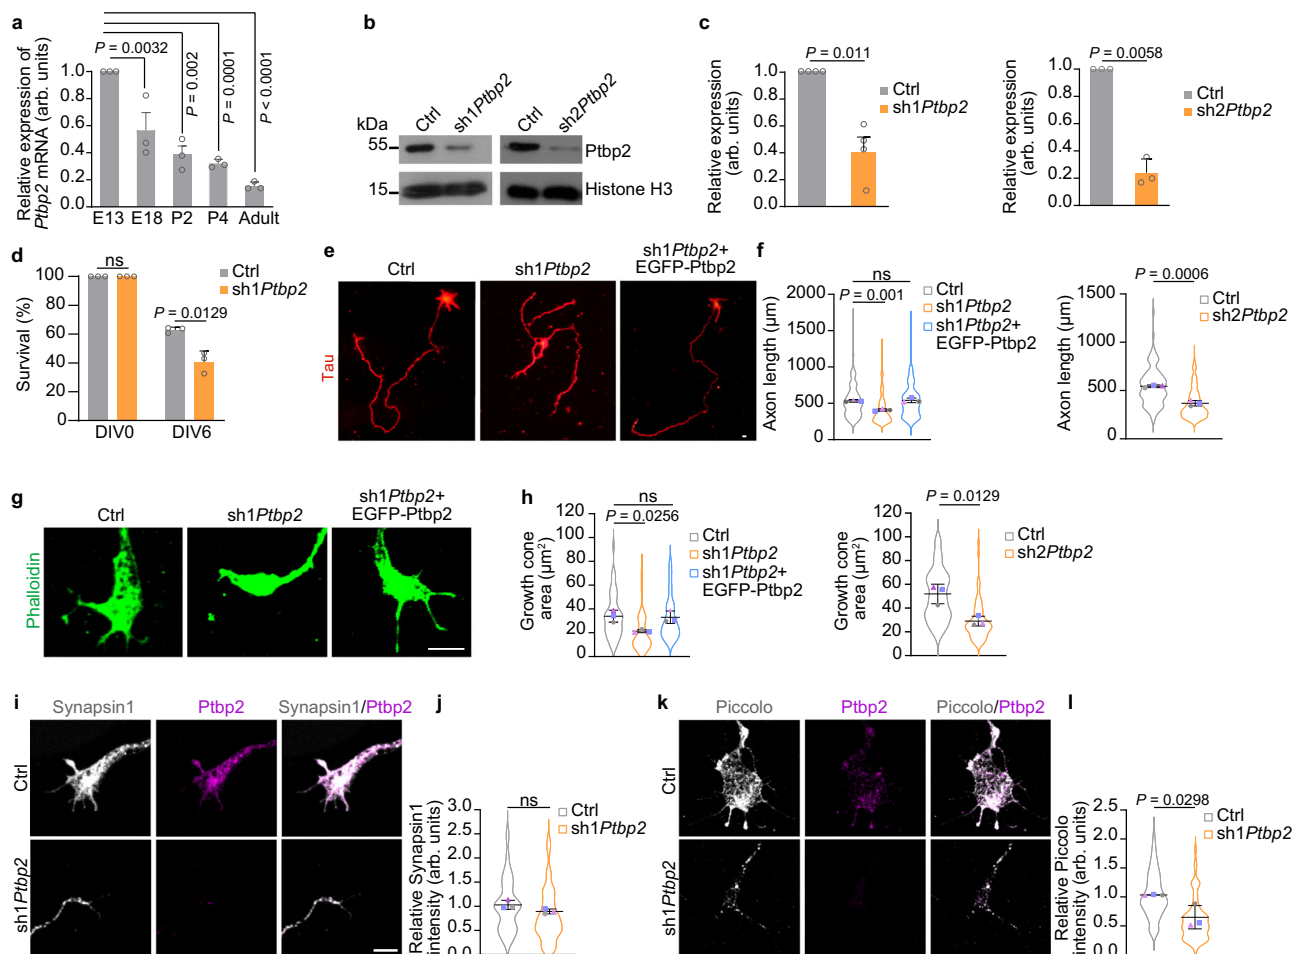 a
Relative expression of
Ptbp2 mRNA (arb. units)
P = 0.0032
P = 0.002
P = 0.0001
P < 0.0001
1.0
0.8
0.6
0.4
0.2
0.0
E13 E18 P2 P4 Adult
b
Ctrl sh1Ptbp2 Ctrl sh2Ptbp2
kDa
55
Ptbp2
15
Histone H3
c
Relative expression
(arb. units)
P = 0.011
1.0
0.8
0.6
0.4
0.2
0.0
Ctrl
sh1Ptbp2
Relative expression
(arb. units)
P = 0.0058
1.0
0.8
0.6
0.4
0.2
0.0
Ctrl
sh2Ptbp2
d
Survival (%)
ns
P = 0.0129
100
80
60
40
20
0
DIV0 DIV6
Ctrl
sh1Ptbp2
e
Ctrl
sh1Ptbp2
sh1Ptbp2+
EGFP-Ptbp2
Tau
f
Axon length (μm)
ns
P = 0.001
2000
1500
1000
500
0
Ctrl
sh1Ptbp2
sh1Ptbp2+
EGFP-Ptbp2
Axon length (μm)
P = 0.0006
1500
1000
500
0
Ctrl
sh2Ptbp2
g
Ctrl
sh1Ptbp2
sh1Ptbp2+
EGFP-Ptbp2
Phalloidin
h
Growth cone
area (μm²)
ns
P = 0.0256
120
100
80
60
40
20
0
Ctrl
sh1Ptbp2
sh1Ptbp2+
EGFP-Ptbp2
Growth cone
area (μm²)
P = 0.0129
120
100
80
60
40
20
0
Ctrl
sh2Ptbp2
i
Synapsin1 Ptbp2 Synapsin1/Ptbp2
Ctrl
sh1Ptbp2
j
Relative Synapsin1
intensity (arb. units)
ns
3.0
2.5
2.0
1.5
1.0
0.5
0.0
Ctrl
sh1Ptbp2
k
Piccolo Ptbp2 Piccolo/Ptbp2
Ctrl
sh1Ptbp2
l
Relative Piccolo
intensity (arb. units)
P = 0.0298
2.5
2.0
1.5
1.0
0.5
0.0
Ctrl
sh1Ptbp2